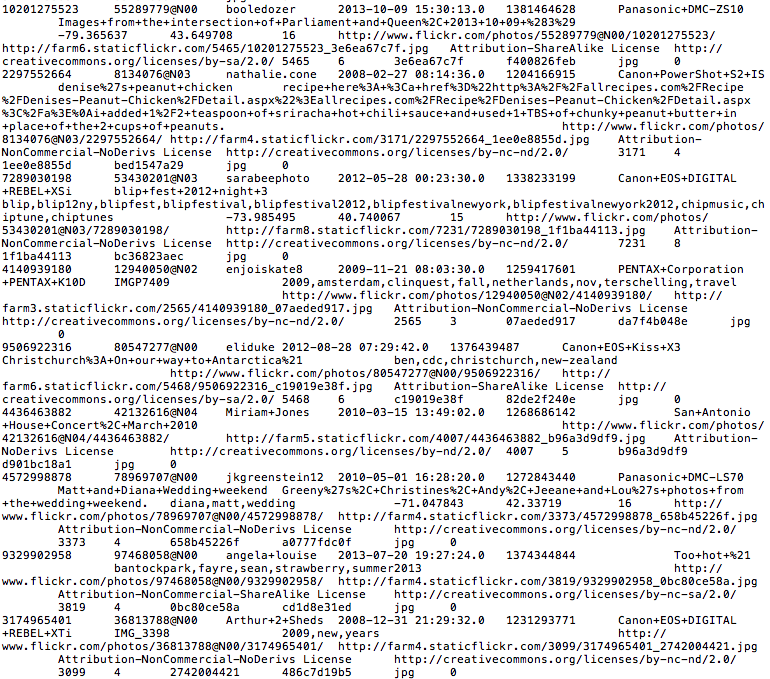 10201275523 55289779@N00 booledozer 2013-10-09 15:30:13.0 1381464628 Panasonic+DMC-ZS10
Images+from+the+intersection+of+Parliament+and+Queen%2C+2013+10+09+%283%29
-79.365637 43.649708 16 http://www.flickr.com/photos/55289779@N00/10201275523/
http://farm6.staticflickr.com/5465/10201275523_3e6ea67c7f.jpg Attribution-ShareAlike License http://
creativecommons.org/licenses/by-sa/2.0/ 5465 6 3e6ea67c7f f400826feb jpg 0
2297552664 8134076@N03 nathalie.cone 2008-02-27 08:14:36.0 1204166915 Canon+PowerShot+S2+IS
denise%27s+peanut+chicken recipe+here%3A+%3Ca+href%3D%22http%3A%2F%2Fallrecipes.com%2FRecipe
%2FDenises-Peanut-Chicken%2FDetail.aspx%22%3Eallrecipes.com%2FRecipe%2FDenises-Peanut-Chicken%2FDetail.aspx
%3C%2Fa%3E%0Ai+added+1%2F2+teaspoon+of+sriracha+hot+chili+sauce+and+used+1+TBS+of+chunky+peanut+butter+in
+place+of+the+2+cups+of+peanuts. http://www.flickr.com/photos/
8134076@N03/2297552664/ http://farm4.staticflickr.com/3171/2297552664_1ee0e8855d.jpg Attribution-
NonCommercial-NoDerivs License http://creativecommons.org/licenses/by-nc-nd/2.0/ 3171 4
1ee0e8855d bed1547a29 jpg 0
7289030198 53430201@N03 sarabeephoto 2012-05-28 00:23:30.0 1338233199 Canon+EOS+DIGITAL
+REBEL+XSi blip+fest+2012+night+3
blip,blip12ny,blipfest,blipfestival,blipfestival2012,blipfestivalnewyork,blipfestivalnewyork2012,chipmusic,ch
iptune,chiptunes -73.985495 40.740067 15 http://www.flickr.com/photos/
53430201@N03/7289030198/ http://farm8.staticflickr.com/7231/7289030198_1f1ba44113.jpg Attribution-
NonCommercial-NoDerivs License http://creativecommons.org/licenses/by-nc-nd/2.0/ 7231 8
1f1ba44113 bc36823aec jpg 0
4140939180 12940050@N02 enjoiskate8 2009-11-21 08:03:30.0 1259417601 PENTAX+Corporation
+PENTAX+K10D IMGP7409 2009,amsterdam,clinquest,fall,netherlands,nov,terschelling,travel
http://www.flickr.com/photos/12940050@N02/4140939180/ http://
farm3.staticflickr.com/2565/4140939180_07aeded917.jpg Attribution-NonCommercial-NoDerivs License
http://creativecommons.org/licenses/by-nc-nd/2.0/ 2565 3 07aeded917 da7f4b048e jpg
0
9506922316 80547277@N00 eliduke 2012-08-28 07:29:42.0 1376439487 Canon+EOS+Kiss+X3
Christchurch%3A+On+our+way+to+Antarctica%21 ben,cdc,christchurch,new-zealand
http://www.flickr.com/photos/80547277@N00/9506922316/ http://
farm6.staticflickr.com/5468/9506922316_c19019e38f.jpg Attribution-ShareAlike License http://
creativecommons.org/licenses/by-sa/2.0/ 5468 6 c19019e38f 82de2f240e jpg 0
4436463882 42132616@N04 Miriam+Jones 2010-03-15 13:49:02.0 1268686142 San+Antonio
+House+Concert%2C+March+2010 http://www.flickr.com/photos/
42132616@N04/4436463882/ http://farm5.staticflickr.com/4007/4436463882_b96a3d9df9.jpg Attribution-
NoDerivs License http://creativecommons.org/licenses/by-nd/2.0/ 4007 5 b96a3d9df9
d901bc18a1 jpg 0
4572998878 78969707@N00 jkgreenstein12 2010-05-01 16:28:20.0 1272843440 Panasonic+DMC-LS70
Matt+and+Diana+Wedding+weekend Greeny%27s%2C+Christines%2C+Andy%2C+Jeeane+and+Lou%27s+photos+from
+the+wedding+weekend. diana,matt,wedding -71.047843 42.33719 16 http://
www.flickr.com/photos/78969707@N00/4572998878/ http://farm4.staticflickr.com/3373/4572998878_658b45226f.jpg
Attribution-NonCommercial-NoDerivs License http://creativecommons.org/licenses/by-nc-nd/2.0/
3373 4 658b45226f a0777fdc0f jpg 0
9329902958 97468058@N00 angela+louise 2013-07-20 19:27:24.0 1374344844 Too+hot+%21
bantockpark,fayre,sean,strawberry,summer2013 http://
www.flickr.com/photos/97468058@N00/9329902958/ http://farm4.staticflickr.com/3819/9329902958_0bc80ce58a.jpg
Attribution-NonCommercial-ShareAlike License http://creativecommons.org/licenses/by-nc-sa/2.0/
3819 4 0bc80ce58a cd1d8e31ed jpg 0
3174965401 36813788@N00 Arthur+2+Sheds 2008-12-31 21:29:32.0 1231293771 Canon+EOS+DIGITAL
+REBEL+XTi IMG_3398 2009,new,years http://
www.flickr.com/photos/36813788@N00/3174965401/ http://farm4.staticflickr.com/3099/3174965401_2742004421.jpg
Attribution-NonCommercial-NoDerivs License http://creativecommons.org/licenses/by-nc-nd/2.0/
3099 4 2742004421 486c7d19b5 jpg 0